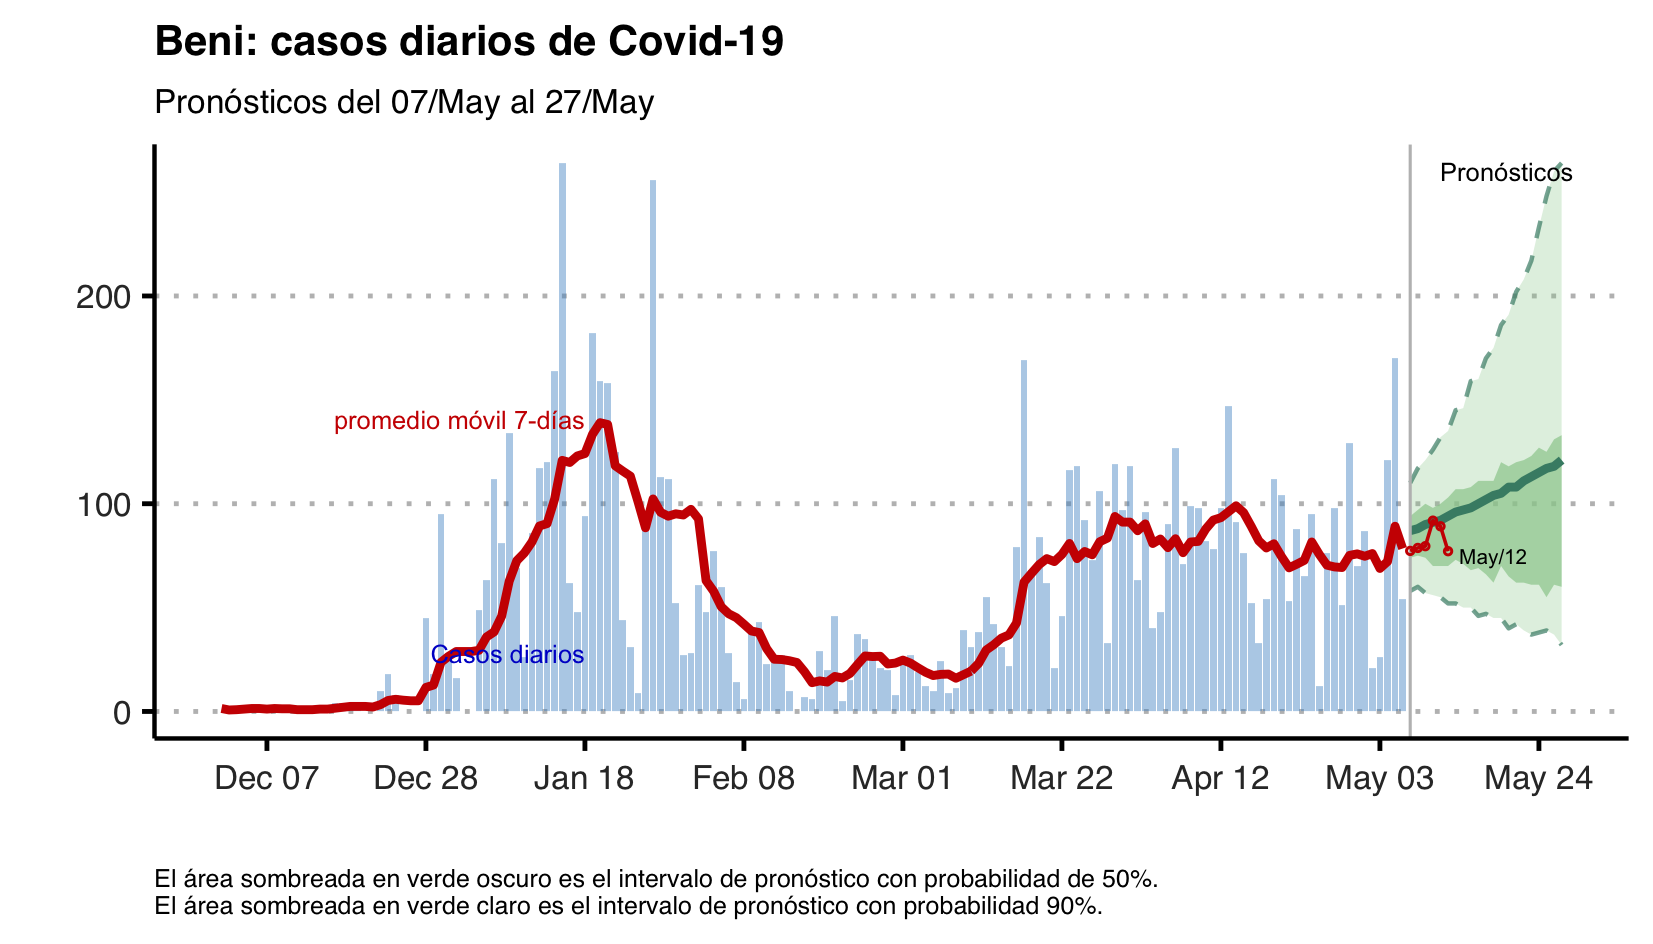 Beni: casos diarios de Covid-19
Pronósticos del 07/May al 27/May
Pronósticos
200
promedio móvil 7-días
100
May/12
Casos diarios
0
Dec 07 Dec 28 Jan 18 Feb 08 Mar 01 Mar 22 Apr 12 May 03 May 24
El área sombreada en verde oscuro es el intervalo de pronóstico con probabilidad de 50%.
El área sombreada en verde claro es el intervalo de pronóstico con probabilidad 90%.